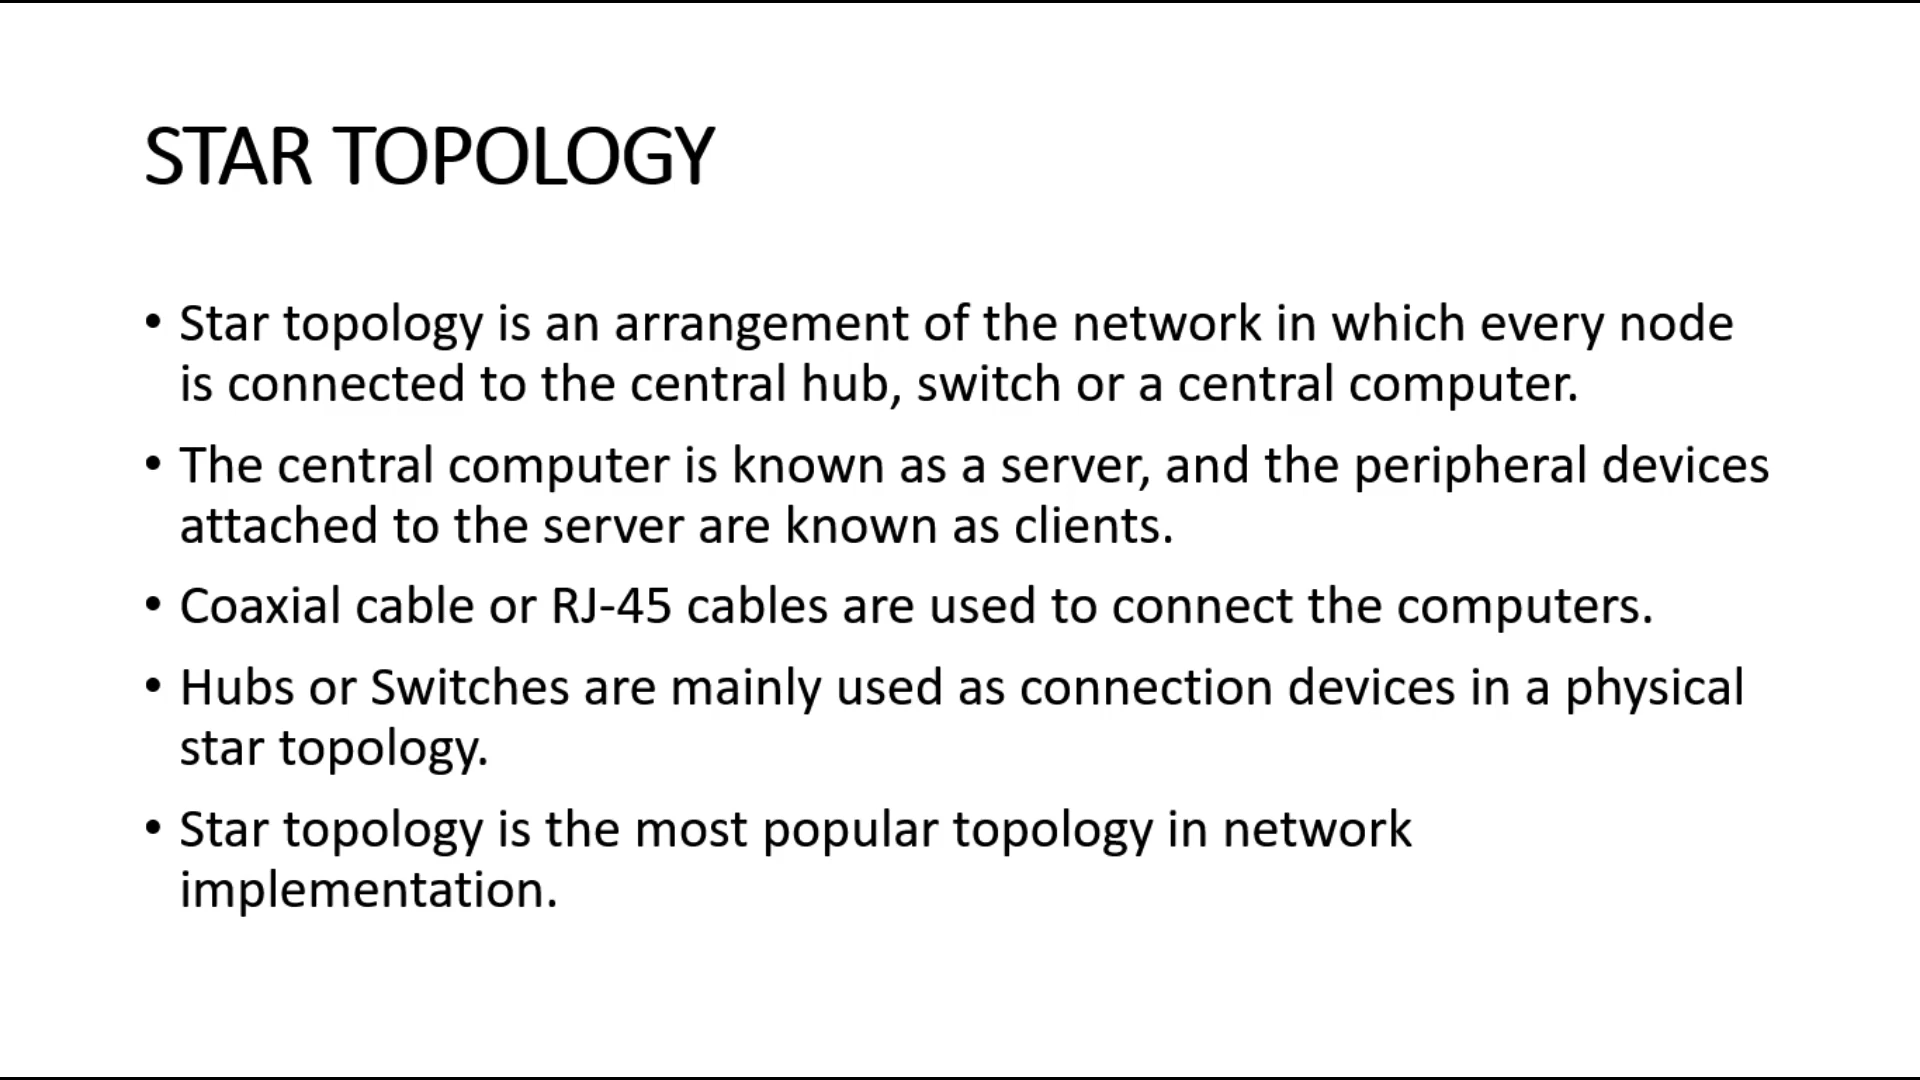 STAR TOPOLOGY
• Star topology is an arrangement of the network in which every node
is connected to the central hub, switch or a central computer.
• The central computer is known as a server, and the peripheral devices
attached to the server are known as clients.
• Coaxial cable or RJ-45 cables are used to connect the computers.
• Hubs or Switches are mainly used as connection devices in a physical
star topology.
• Star topology is the most popular topology in network
implementation.